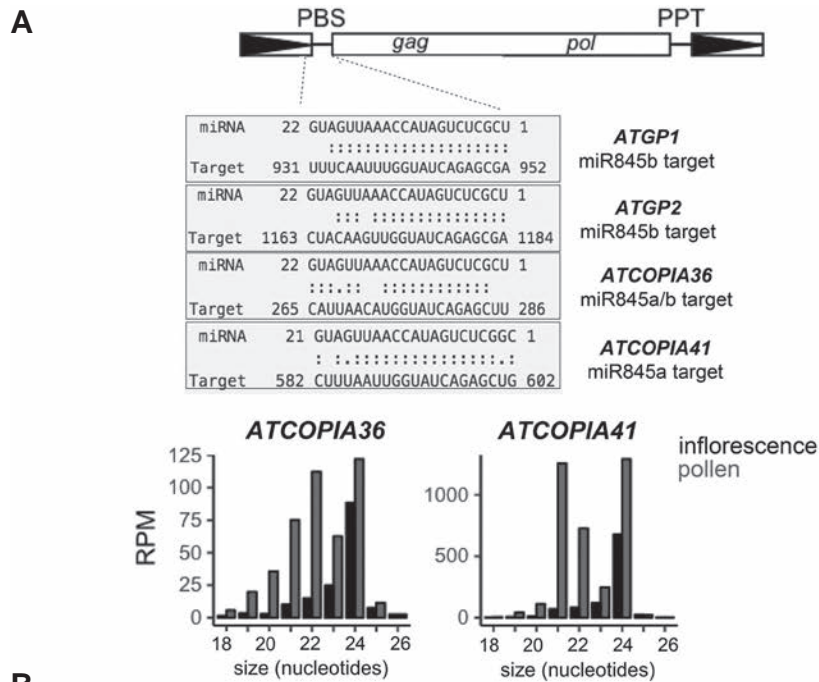 A
PBS PPT
gag pol
miRNA 22 GUAGUUAAACCAUAGUCUCGCU 1
:::::::::::::::::::::
Target 931 UUUCAAUUUGGUAUCAGAGCGA 952
ATGP1
miR845b target
miRNA 22 GUAGUUAAACCAUAGUCUCGCU 1
::: :::::::::::::::
Target 1163 CUACAAGUUGGUAUCAGAGCGA 1184
ATGP2
miR845b target
miRNA 22 GUAGUUAAACCAUAGUCUCGCU 1
:::.:: ::::::::::::
Target 265 CAUUAACAUGGUAUCAGAGCUU 286
ATCOPIA36
miR845a/b target
miRNA 21 GUAGUUAACCAUAGUCUCGGC 1
: :.::::::::::::::::.:
Target 582 CUUUAAUUGGUAUCAGAGCUG 602
ATCOPIA41
miR845a target
ATCOPIA36 ATCOPIA41
inflorescence
pollen
RPM
125
100
75
50
25
0
18 20 22 24 26
size (nucleotides)
1000
500
0
18 20 22 24 26
size (nucleotides)